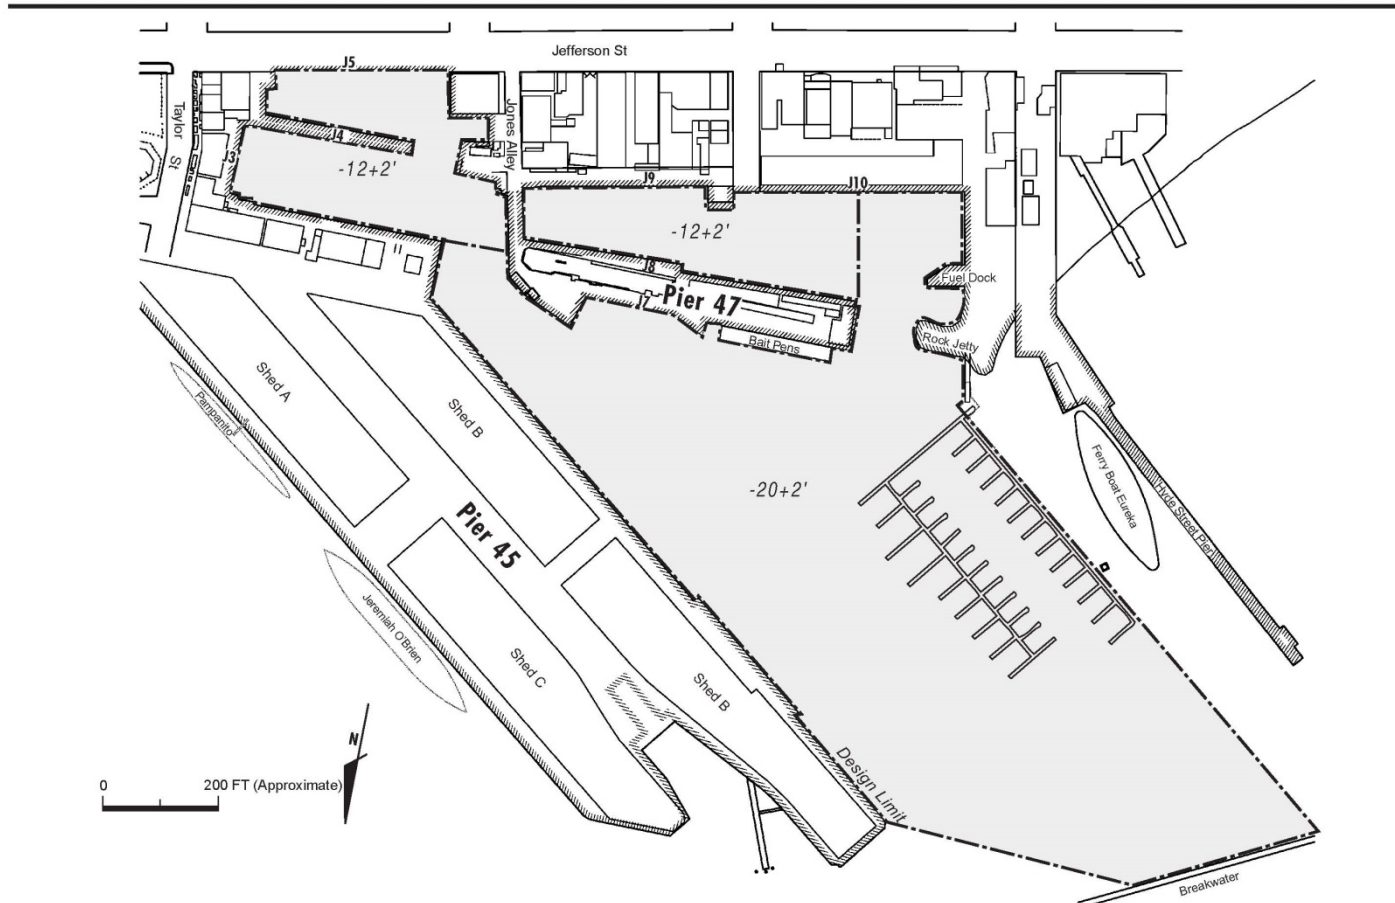 Jefferson St
J5
Taylor St
Jones Alley
J4
J3
-12+2'
J9
J10
-12+2'
J8
Fuel Dock
J7
Pier 47
Rock Jetty
Bait Pens
Shed A
Pampanito
Shed B
Ferry Boat Eureka
Hyde Street Pier
-20+2'
Pier 45
Jeremiah O'Brien
Shed C
Shed B
N
Design Limit
0 200 FT (Approximate)
Breakwater